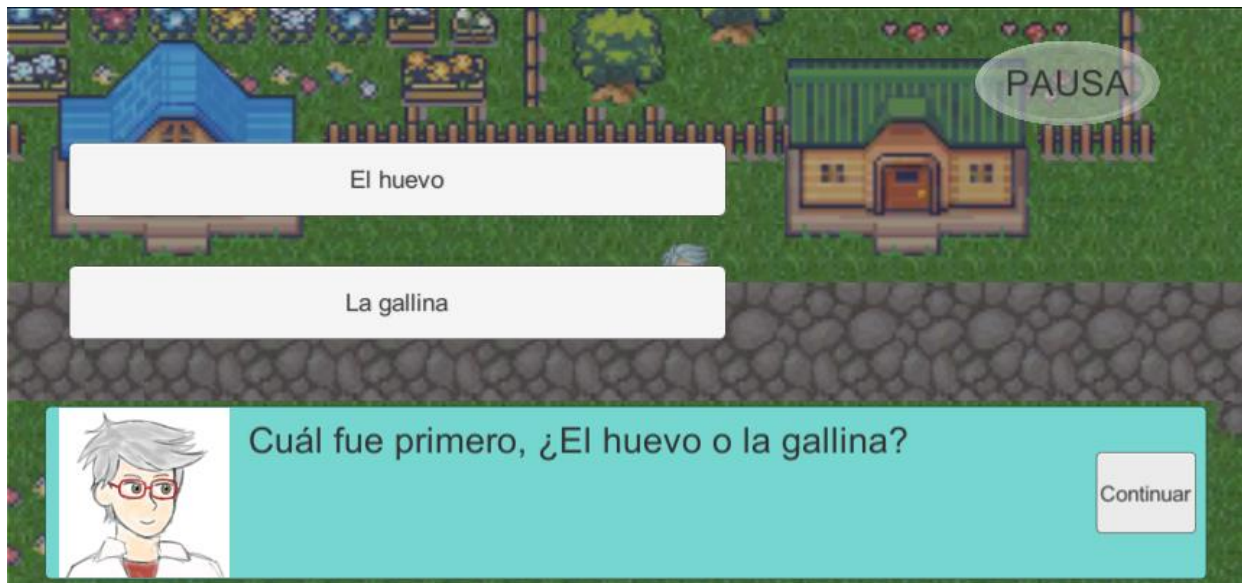 PAUSA
El huevo
La gallina
Cuál fue primero, ¿El huevo o la gallina?
Continuar